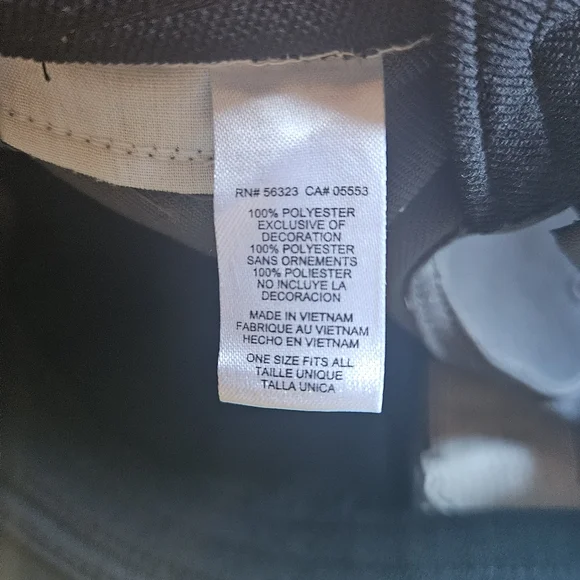 RN# 56323 CA# 05553
100% POLYESTER
EXCLUSIVE OF
DECORATION
100% POLYESTER
SANS ORNEMENTS
100% POLIESTER
NO INCLUYE LA
DECORACION
MADE IN VIETNAM
FABRIQUE AU VIETNAM
HECHO EN VIETNAM
ONE SIZE FITS ALL
TAILLE UNIQUE
TALLA UNICA